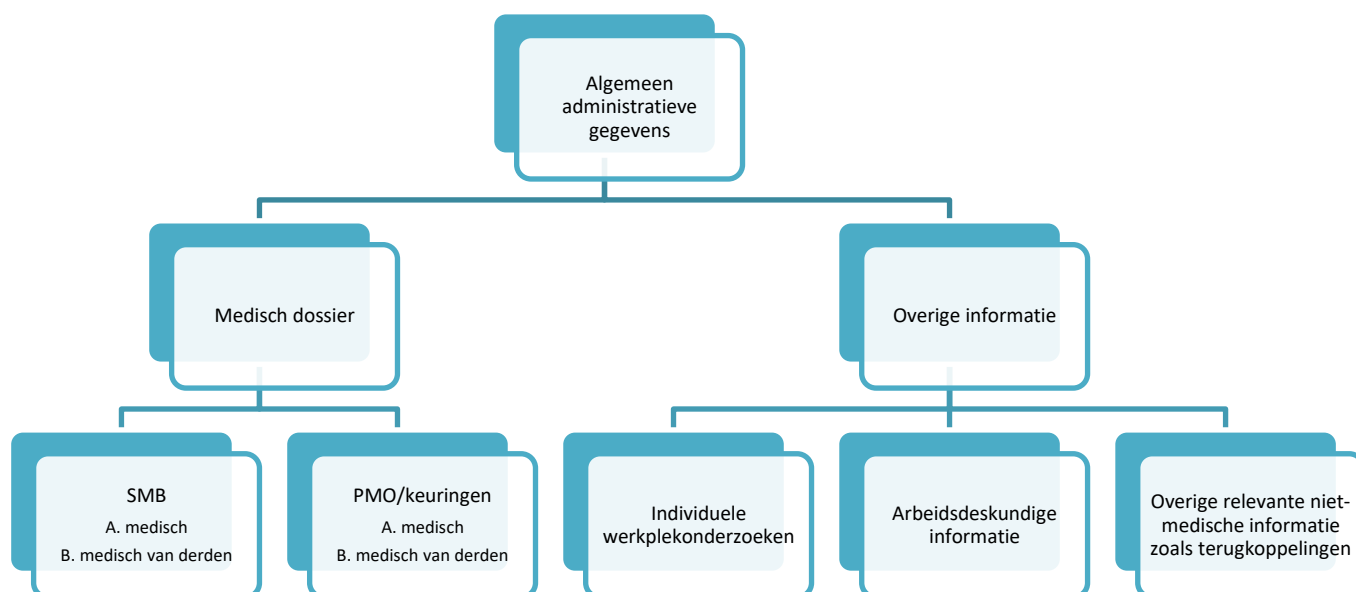 Algemeen
administratieve
gegevens
Medisch dossier
Overige informatie
SMB
A. medisch
B. medisch van derden
PMO/keuringen
A. medisch
B. medisch van derden
Individuele
werkplekonderzoeken
Arbeidsdeskundige
informatie
Overige relevante niet-
medische informatie
zoals terugkoppelingen